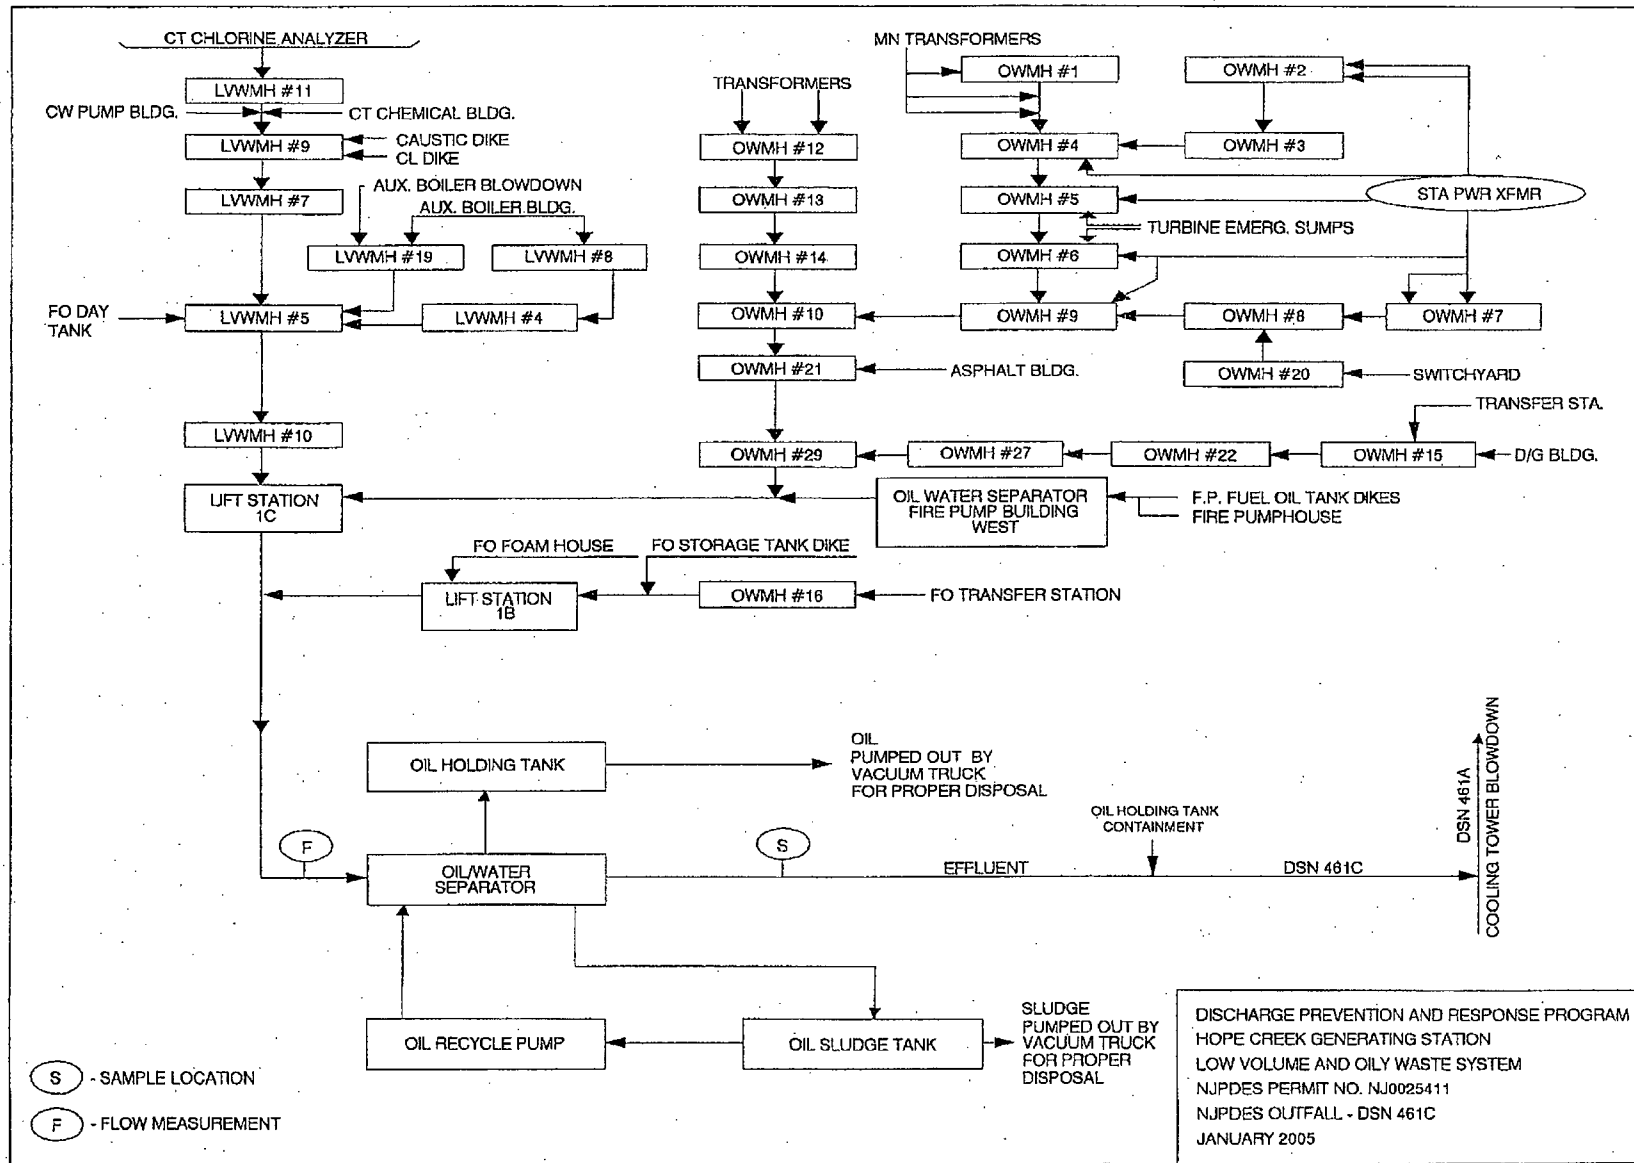 CT CHLORINE ANALYZER
LVWMH #11
CW PUMP BLDG.
CT CHEMICAL BLDG.
LVWMH #9
CAUSTIC DIKE
CL DIKE
LVWMH #7
AUX. BOILER BLOWDOWN
AUX. BOILER BLDG.
LVWMH #19
LVWMH #8
FO DAY
TANK
LVWMH #5
LVWMH #4
LVWMH #10
LIFT STATION
1C
TRANSFORMERS
OWMH #12
OWMH #13
OWMH #14
OWMH #10
OWMH #21
ASPHALT BLDG.
OWMH #29
MN TRANSFORMERS
OWMH #1
OWMH #2
OWMH #4
OWMH #3
OWMH #5
STA PWR XFMR
TURBINE EMERG. SUMPS
OWMH #6
OWMH #9
OWMH #8
OWMH #7
OWMH #20
SWITCHYARD
TRANSFER STA.
OWMH #27
OWMH #22
OWMH #15
D/G BLDG.
OIL WATER SEPARATOR
FIRE PUMP BUILDING
WEST
F.P. FUEL OIL TANK DIKES
FIRE PUMPHOUSE
FO FOAM HOUSE
FO STORAGE TANK DIKE
LIFT STATION
1B
OWMH #16
FO TRANSFER STATION
OIL HOLDING TANK
OIL
PUMPED OUT BY
VACUUM TRUCK
FOR PROPER DISPOSAL
F
OIL/WATER
SEPARATOR
S
EFFLUENT
OIL HOLDING TANK
CONTAINMENT
DSN 461C
DSN 461A
COOLING TOWER BLOWDOWN
OIL RECYCLE PUMP
OIL SLUDGE TANK
SLUDGE
PUMPED OUT BY
VACUUM TRUCK
FOR PROPER
DISPOSAL
S - SAMPLE LOCATION
F - FLOW MEASUREMENT
DISCHARGE PREVENTION AND RESPONSE PROGRAM
HOPE CREEK GENERATING STATION
LOW VOLUME AND OILY WASTE SYSTEM
NJPDES PERMIT NO. NJ0025411
NJPDES OUTFALL - DSN 461C
JANUARY 2005